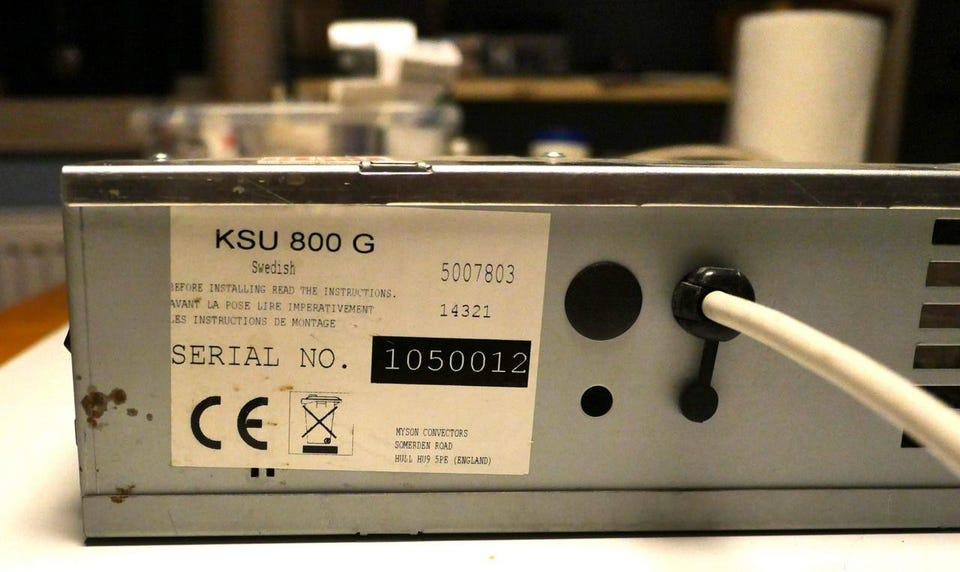 KSU 800 G
Swedish
5007803
BEFORE INSTALLING READ THE INSTRUCTIONS.
AVANT LA POSE LIRE IMPERATIVEMENT
LES INSTRUCTIONS DE MONTAGE
14321
SERIAL NO. 1050012
CE
MYSON CONVECTORS
SOMERDEN ROAD
HULL HU9 5PE (ENGLAND)